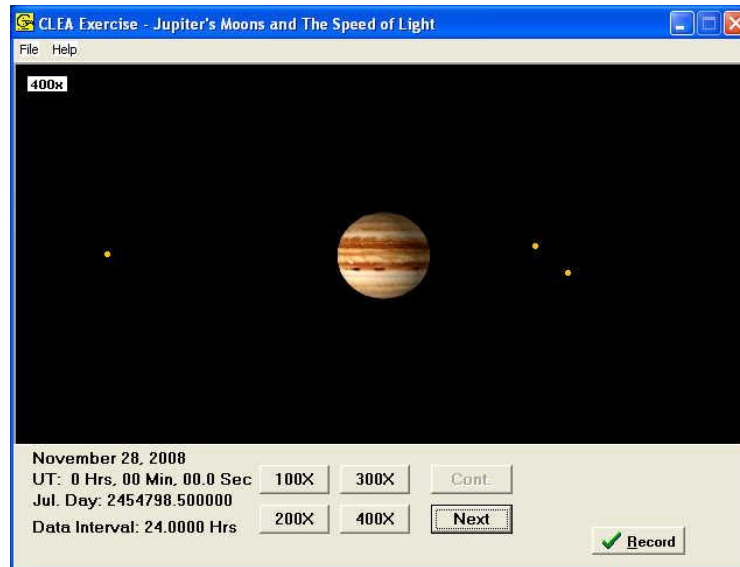 CLEA Exercise - Jupiter's Moons and The Speed of Light
File Help
400x
November 28, 2008
UT: 0 Hrs, 00 Min, 00.0 Sec
Jul. Day: 2454798.500000
Data Interval: 24.0000 Hrs
100X 300X Cont.
200X 400X Next
Record